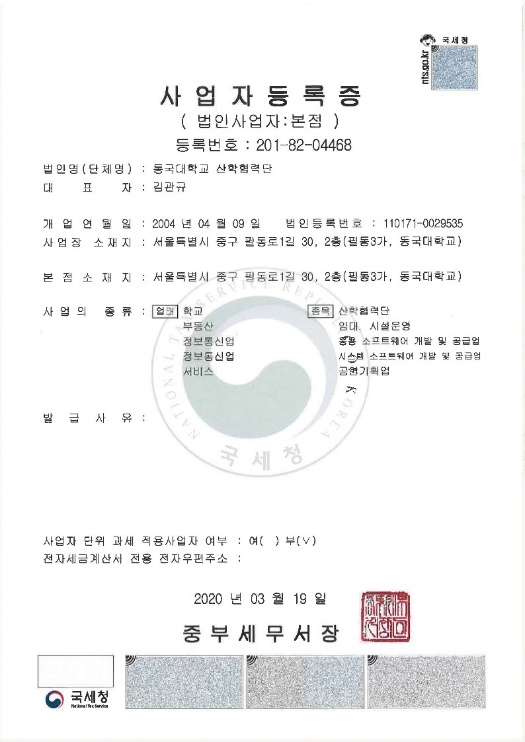 국세청
nts.go.kr
사업자등록증
( 법인사업자:본점 )
등록번호 : 201-82-04468
법인명(단체명) : 동국대학교 산학협력단
대 표 자 : 김관규
개 업 연 월 일 : 2004 년 04 월 09 일 법인등록번호 : 110171-0029535
사업장 소재지 : 서울특별시 중구 필동로1길 30, 2층(필동3가, 동국대학교)
본 점 소 재 지 : 서울특별시 중구 필동로1길 30, 2층(필동3가, 동국대학교)
사업의 종류 : 업태 학교 종목 산학협력단
부동산 임대, 시설운영
정보통신업 응용 소프트웨어 개발 및 공급업
정보통신업 시스템 소프트웨어 개발 및 공급업
서비스 공연기획업
NATIONAL TAX SERVICE REPUBLIC OF KOREA
국세청
발 급 사 유 :
사업자 단위 과세 적용사업자 여부 : 여( ) 부(∨)
전자세금계산서 전용 전자우편주소 :
2020 년 03 월 19 일
중부세무서장
국세청
National Tax Service